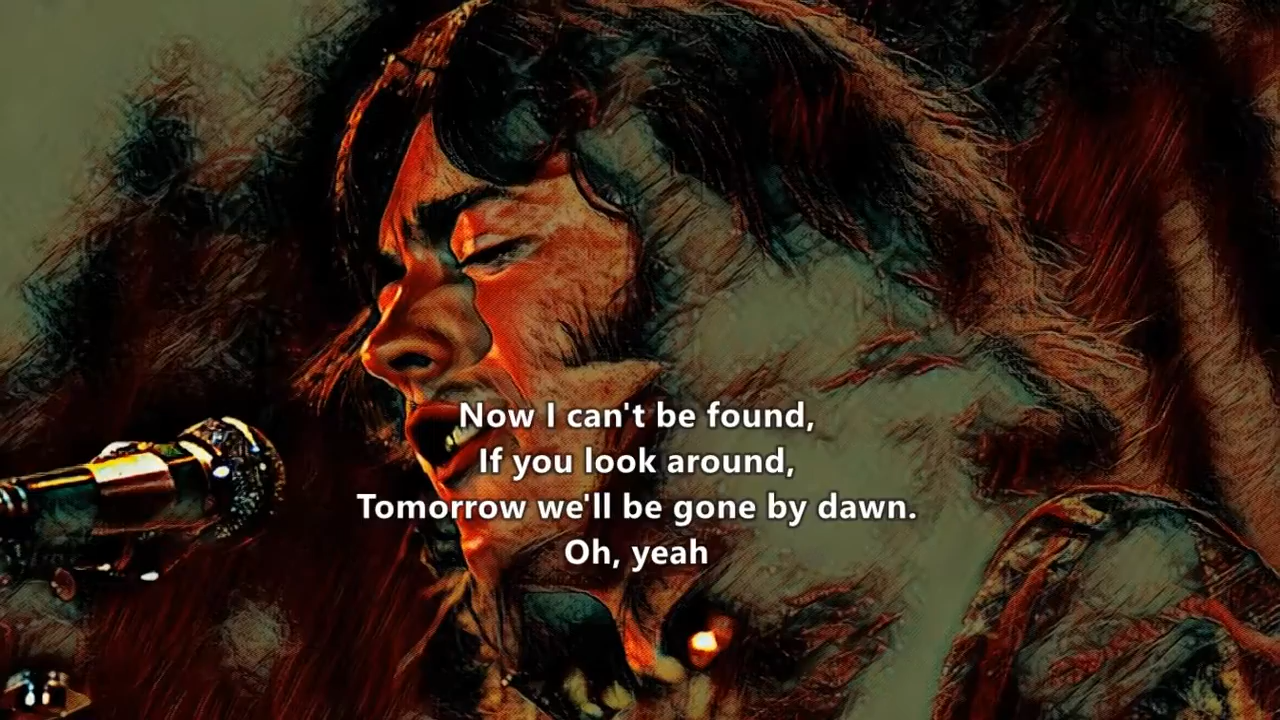 Now I can't be found,
If you look around,
Tomorrow we'll be gone by dawn.
Oh, yeah